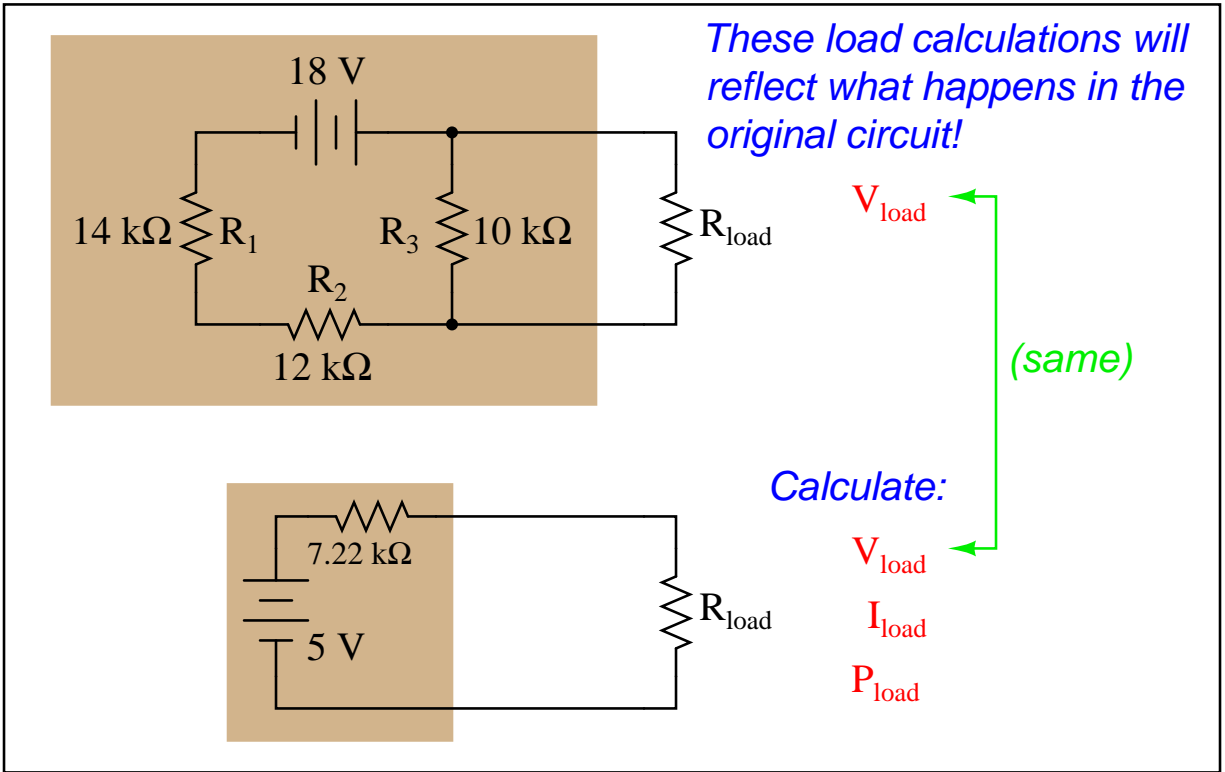 These load calculations will
reflect what happens in the
original circuit!
18 V
14 kΩ R1
R3 10 kΩ
Rload
R2
12 kΩ
Vload
(same)
Calculate:
7.22 kΩ
5 V
Rload
Vload
Iload
Pload